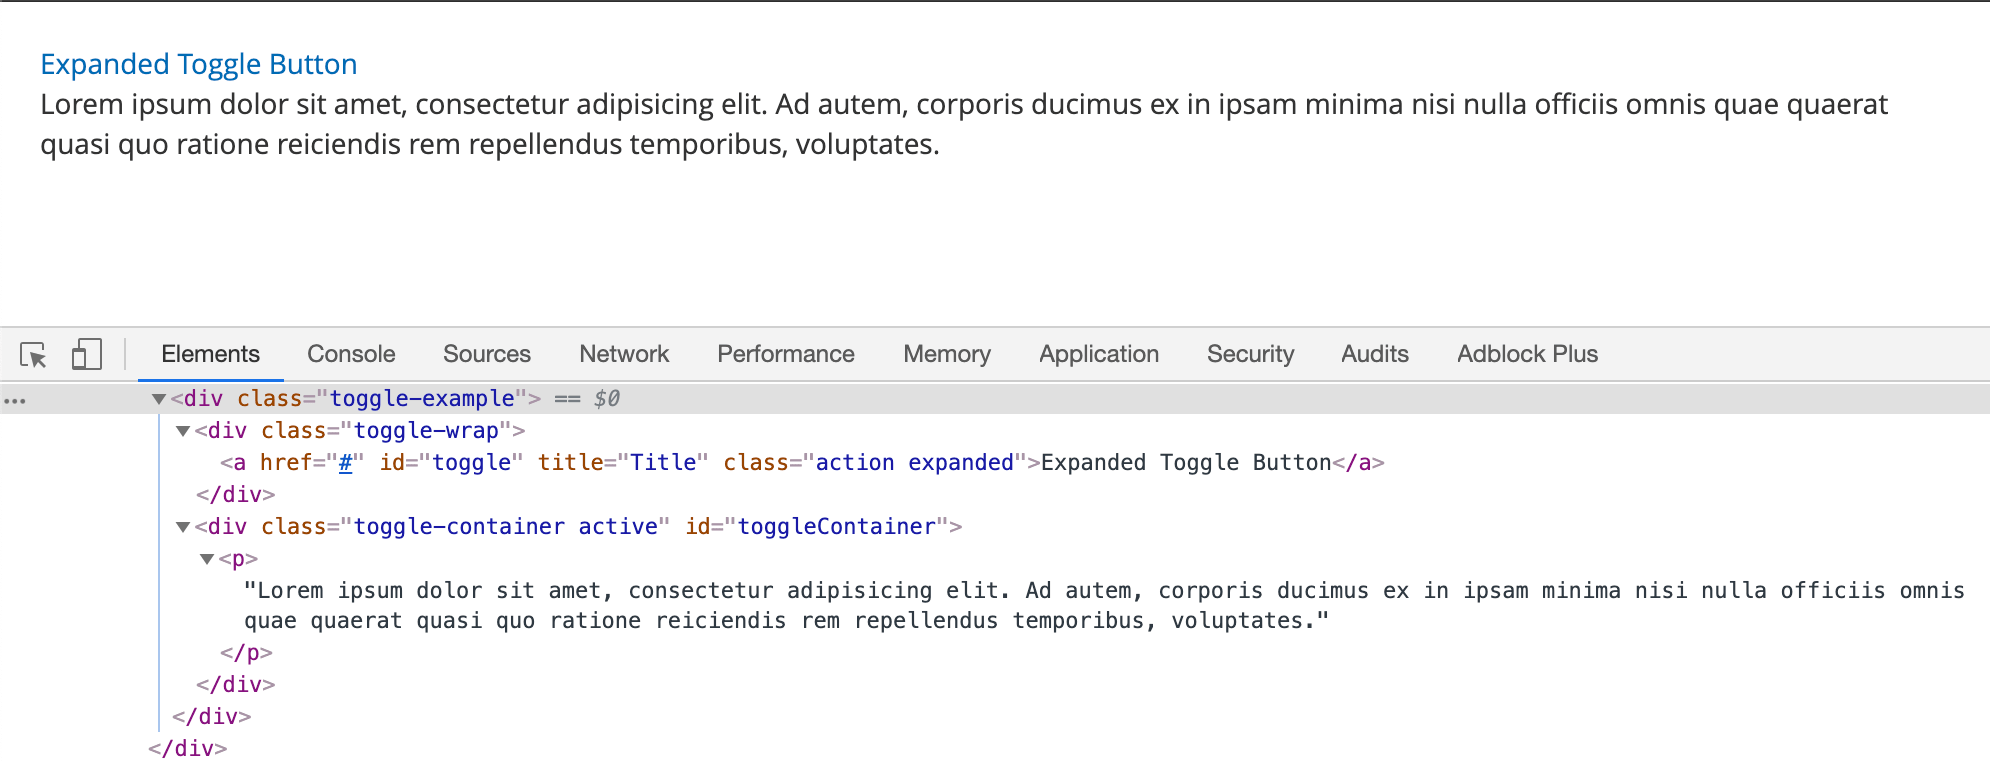 Expanded Toggle Button
Lorem ipsum dolor sit amet, consectetur adipisicing elit. Ad autem, corporis ducimus ex in ipsam minima nisi nulla officiis omnis quae quaerat
quasi quo ratione reiciendis rem repellendus temporibus, voluptates.
Elements Console Sources Network Performance Memory Application Security Audits Adblock Plus
... ▼<div class="toggle-example"> == $0
▼<div class="toggle-wrap">
<a href="#" id="toggle" title="Title" class="action expanded">Expanded Toggle Button</a>
</div>
▼<div class="toggle-container active" id="toggleContainer">
▼<p>
"Lorem ipsum dolor sit amet, consectetur adipisicing elit. Ad autem, corporis ducimus ex in ipsam minima nisi nulla officiis omnis
quae quaerat quasi quo ratione reiciendis rem repellendus temporibus, voluptates."
</p>
</div>
</div>
</div>